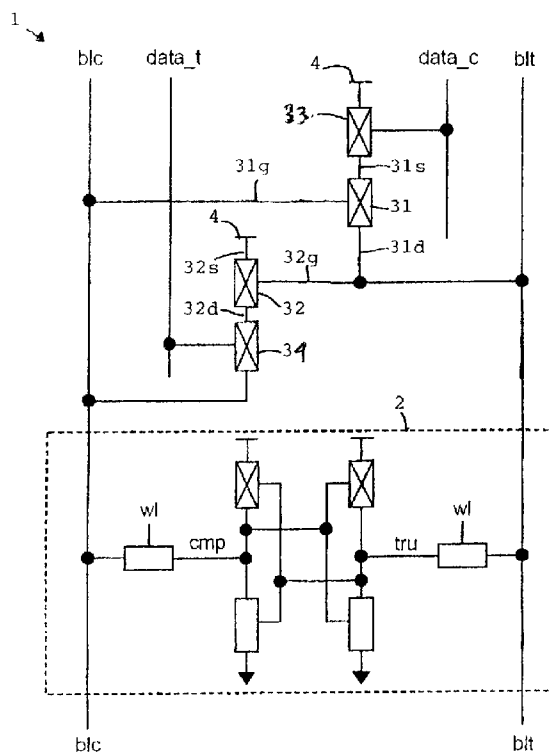 1
blc data_t data_c blt
4
33
31s
31g
31
4
31d
32g
32s
32
32d
34
2
wl wl
cmp tru
blc blt